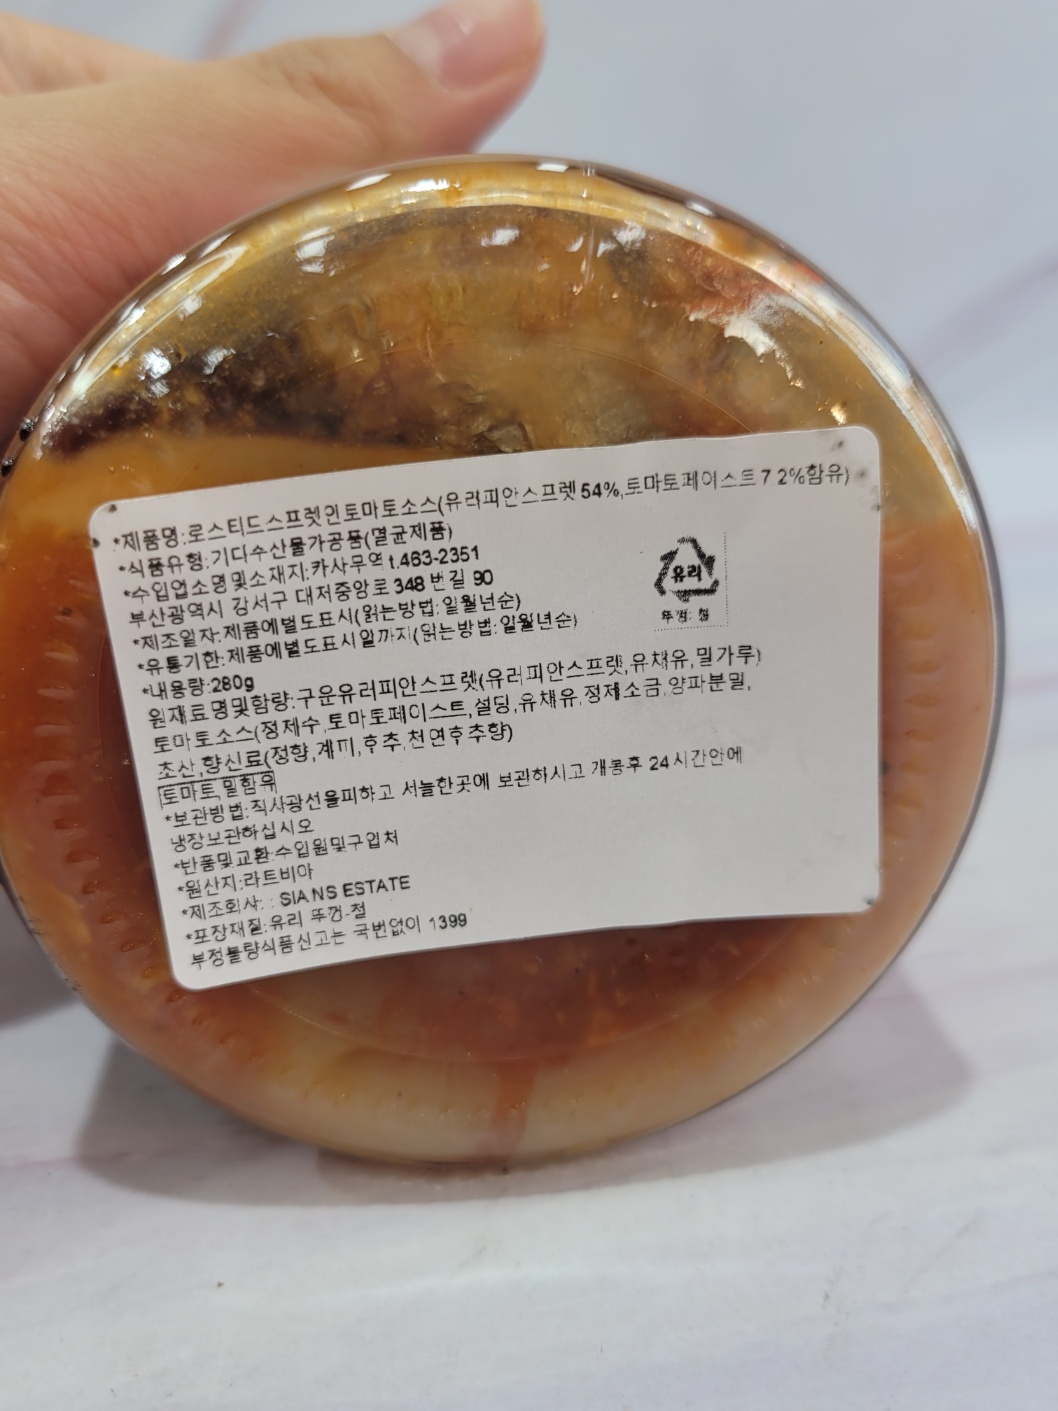 *제품명:로스티드스프렛인토마토소스(유러피안스프렛54%,토마토페이스트7.2%함유)
*식품유형:기타수산물가공품(멸균제품)
*수입업소명및소재지:카사무역 t.463-2351
부산광역시 강서구 대저중앙로348번길 90
*제조일자:제품에별도표시(읽는방법:일월년순)
*유통기한:제품에별도표시일까지(읽는방법:일월년순)
*내용량:280g
원재료명및함량:구운유러피안스프렛(유러피안스프렛,유채유,밀가루)
토마토소스(정제수,토마토페이스트,설탕,유채유,정제소금,양파분말,
초산,향신료(정향,계피,후추,천연후추향)
토마토,밀함유
*보관방법:직사광선을피하고 서늘한곳에 보관하시고 개봉후 24시간안에
냉장보관하십시오
*반품및교환:수입원및구입처
*원산지:라트비아
*제조회사: : SIA NS ESTATE
*포장재질:유리 뚜껑-철
부정불량식품신고는 국번없이 1399
유리
뚜껑: 철